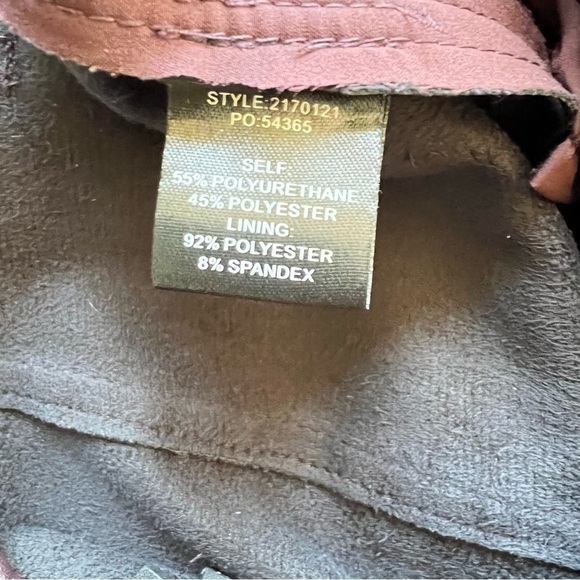 STYLE:2170121
PO:54365
SELF:
55% POLYURETHANE
45% POLYESTER
LINING:
92% POLYESTER
8% SPANDEX